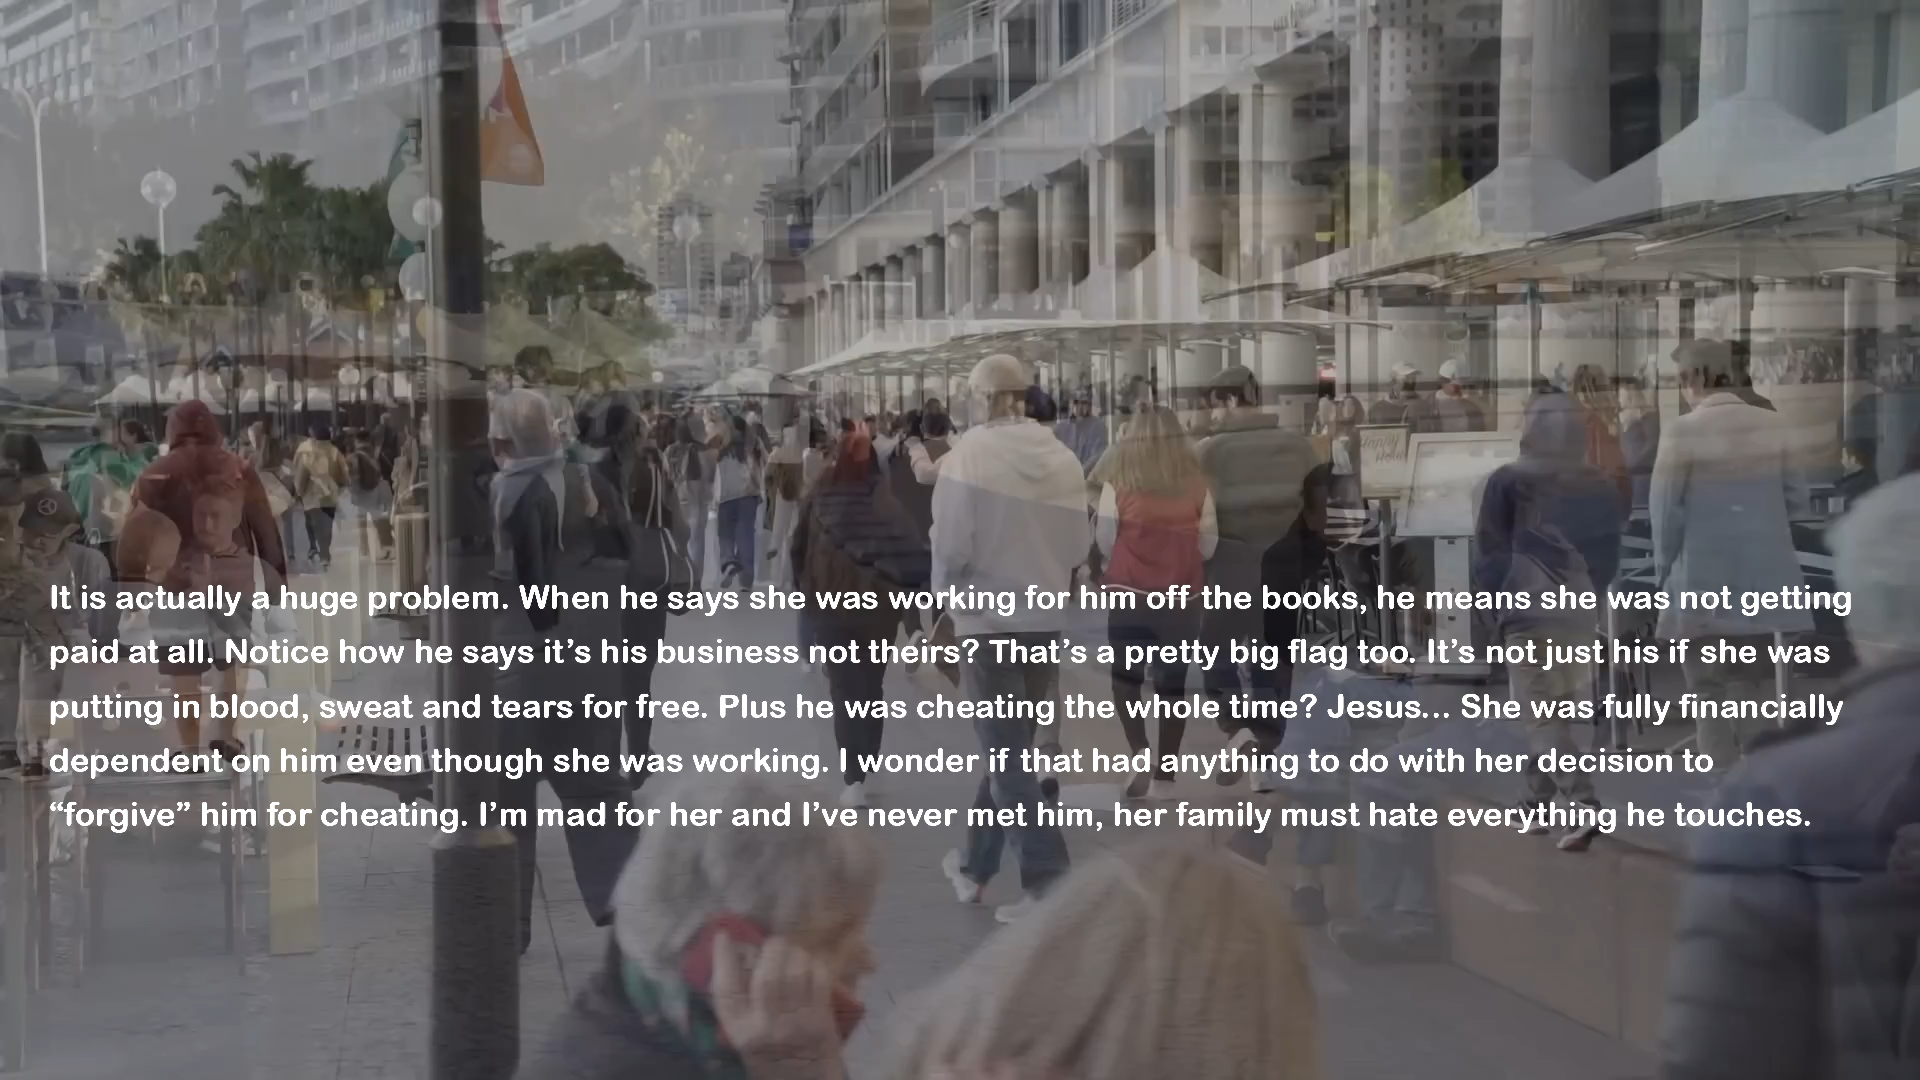 It is actually a huge problem. When he says she was working for him off the books, he means she was not getting
paid at all. Notice how he says it’s his business not theirs? That’s a pretty big flag too. It’s not just his if she was
putting in blood, sweat and tears for free. Plus he was cheating the whole time? Jesus... She was fully financially
dependent on him even though she was working. I wonder if that had anything to do with her decision to
“forgive” him for cheating. I’m mad for her and I’ve never met him, her family must hate everything he touches.